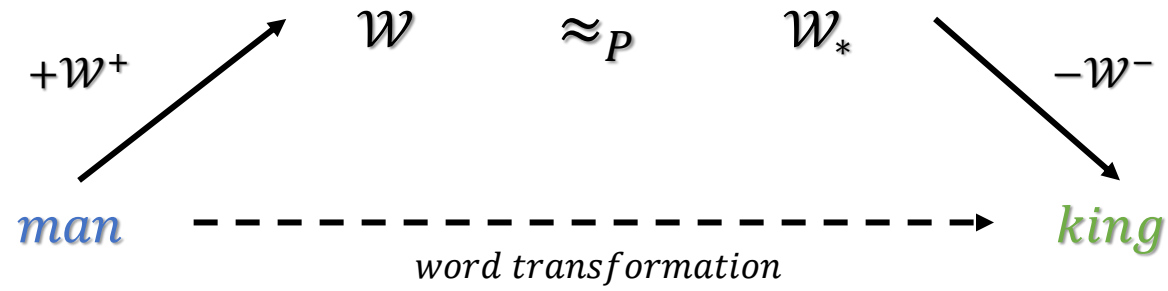 𝒲 ≈_P 𝒲_*
+𝒲⁺ −𝒲⁻
man king
word transformation